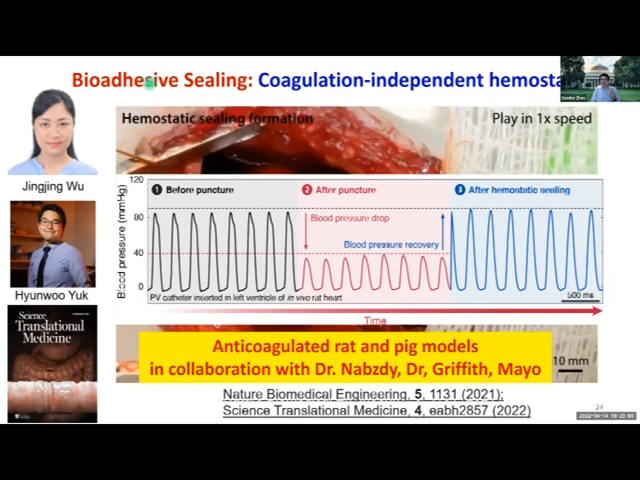 Bioadhesive Sealing: Coagulation-independent hemosta
Hemostatic sealing formation
Play in 1x speed
Jingjing Wu
Hyunwoo Yuk
Science
Translational
Medicine
Blood pressure (mmHg)
120
80
40
0
1 Before puncture
2 After puncture
3 After hemostatic sealing
Blood pressure drop
Blood pressure recovery
PV catheter inserted in left ventricle of in vivo rat heart
500 ms
Time
Anticoagulated rat and pig models
in collaboration with Dr. Nabzdy, Dr, Griffith, Mayo
10 mm
Nature Biomedical Engineering, 5, 1131 (2021);
Science Translational Medicine, 4, eabh2857 (2022)
24